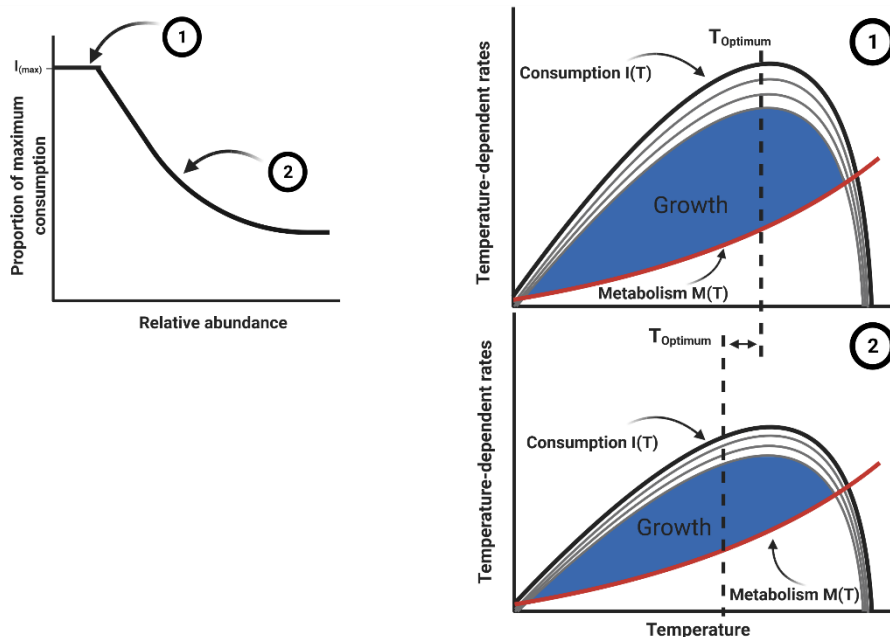 1
I(max)
2
Proportion of maximum
consumption
Relative abundance
1
TOptimum
Consumption I(T)
Temperature-dependent rates
Growth
Metabolism M(T)
2
TOptimum
Consumption I(T)
Temperature-dependent rates
Growth
Metabolism M(T)
Temperature